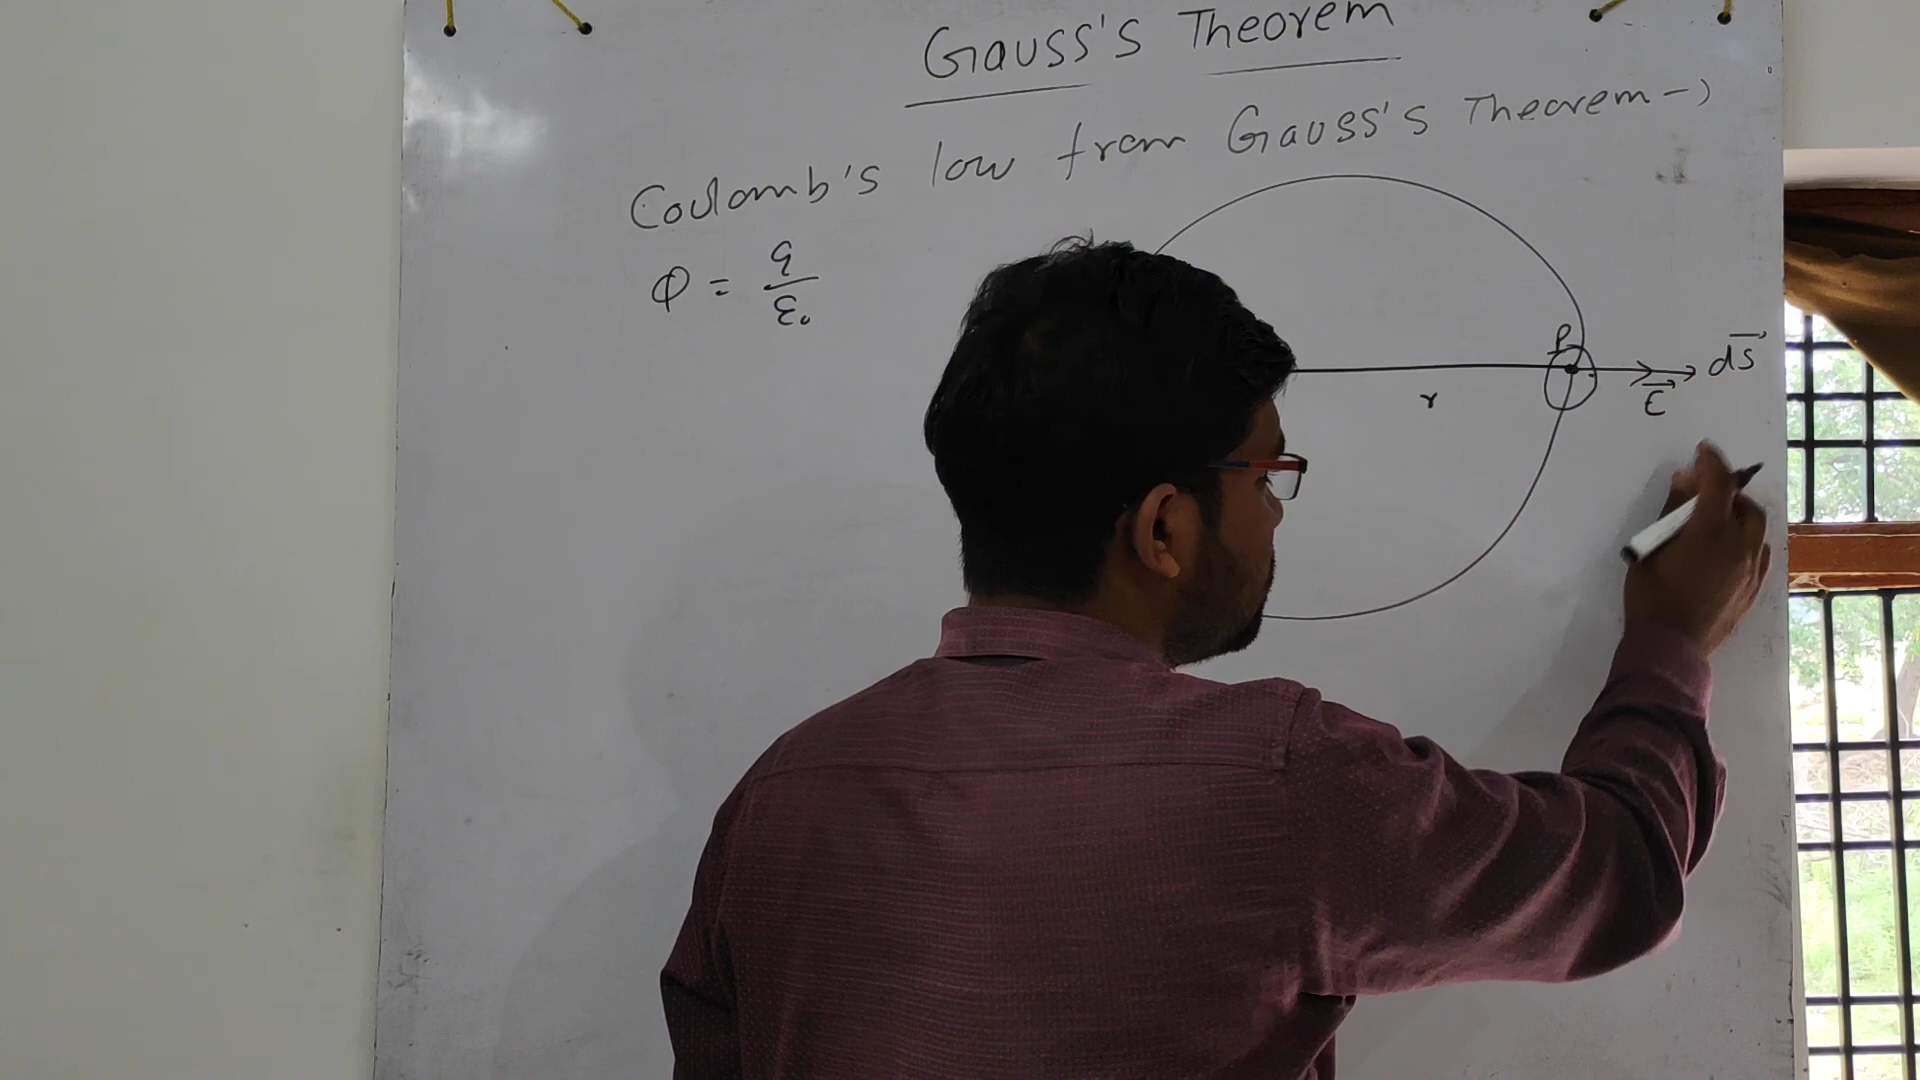 Gauss's Theorem
Coulomb's low from Gauss's Theorem →
Φ = q/ε₀
P
r
E⃗
dS⃗